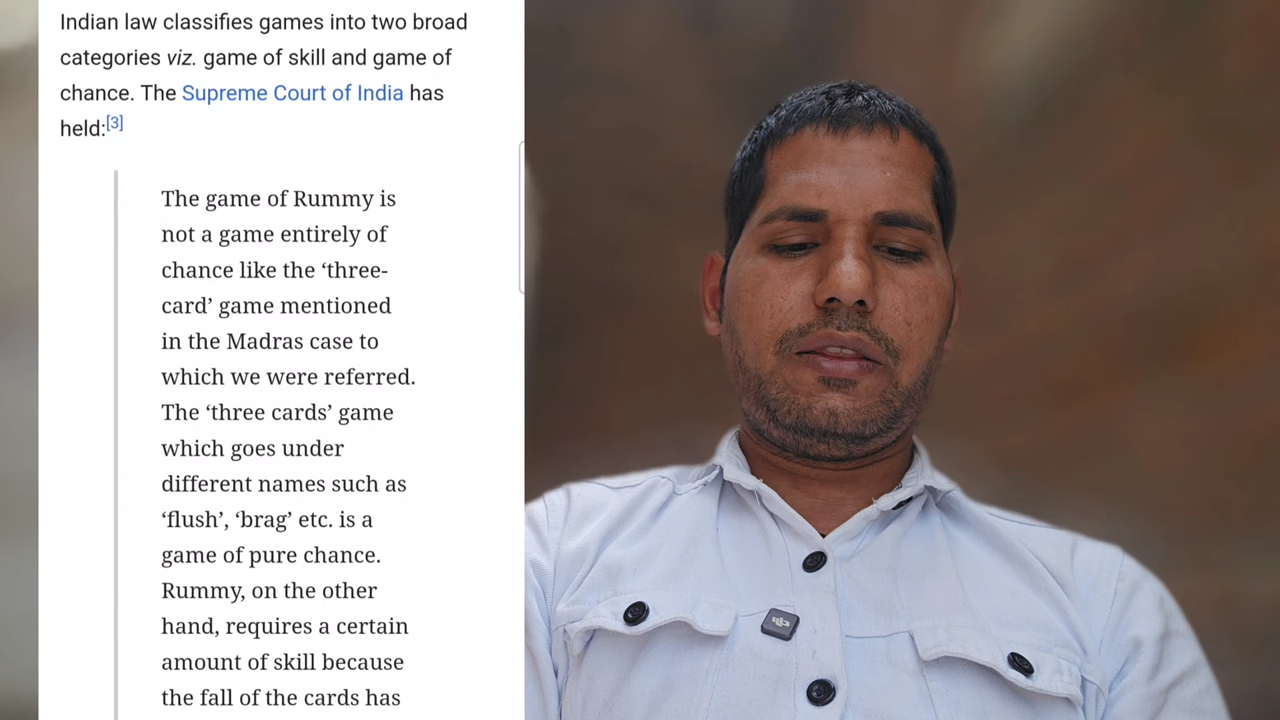 Indian law classifies games into two broad
categories viz. game of skill and game of
chance. The Supreme Court of India has
held:[3]
The game of Rummy is
not a game entirely of
chance like the ‘three-
card’ game mentioned
in the Madras case to
which we were referred.
The ‘three cards’ game
which goes under
different names such as
‘flush’, ‘brag’ etc. is a
game of pure chance.
Rummy, on the other
hand, requires a certain
amount of skill because
the fall of the cards has